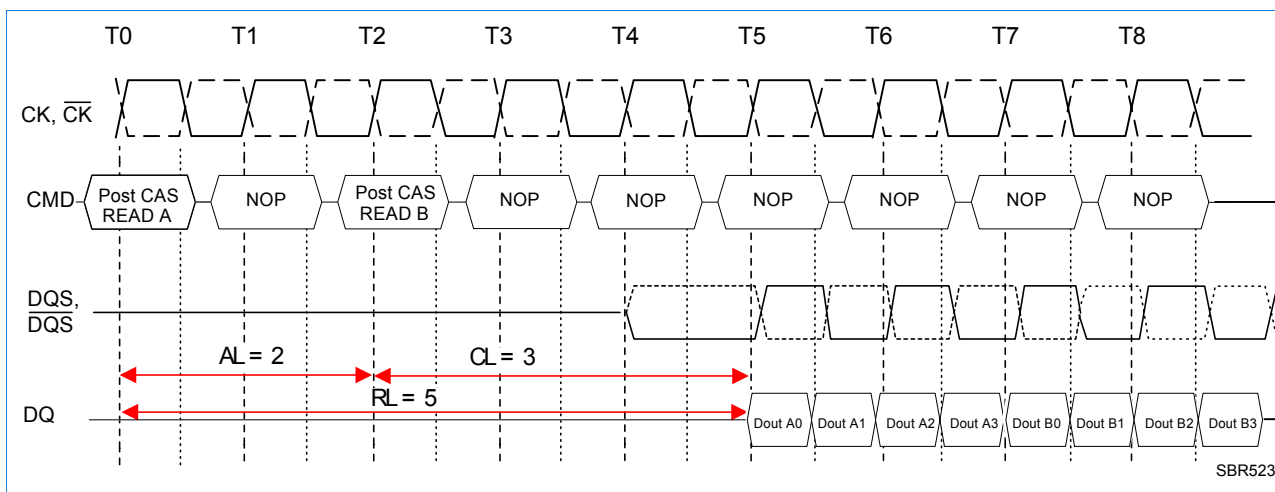 T0 T1 T2 T3 T4 T5 T6 T7 T8
CK, CK
CMD
Post CAS
READ A
NOP
Post CAS
READ B
NOP
NOP
NOP
NOP
NOP
NOP
DQS,
DQS
AL = 2
CL = 3
RL = 5
DQ
Dout A0 Dout A1 Dout A2 Dout A3 Dout B0 Dout B1 Dout B2 Dout B3
SBR523